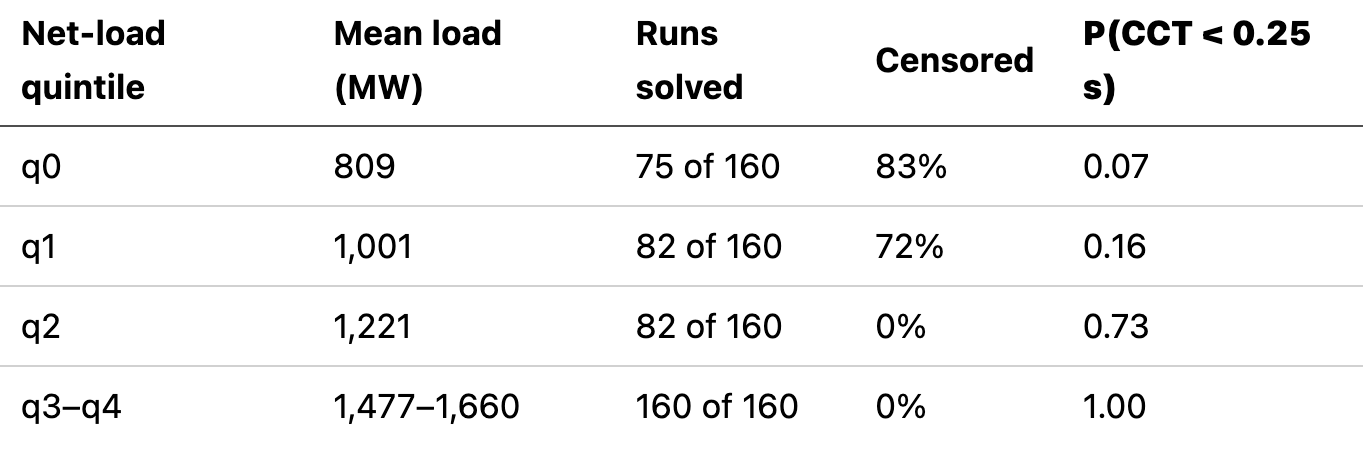 Net-load quintile | Mean load (MW) | Runs solved | Censored | P(CCT < 0.25 s)
q0 | 809 | 75 of 160 | 83% | 0.07
q1 | 1,001 | 82 of 160 | 72% | 0.16
q2 | 1,221 | 82 of 160 | 0% | 0.73
q3–q4 | 1,477–1,660 | 160 of 160 | 0% | 1.00